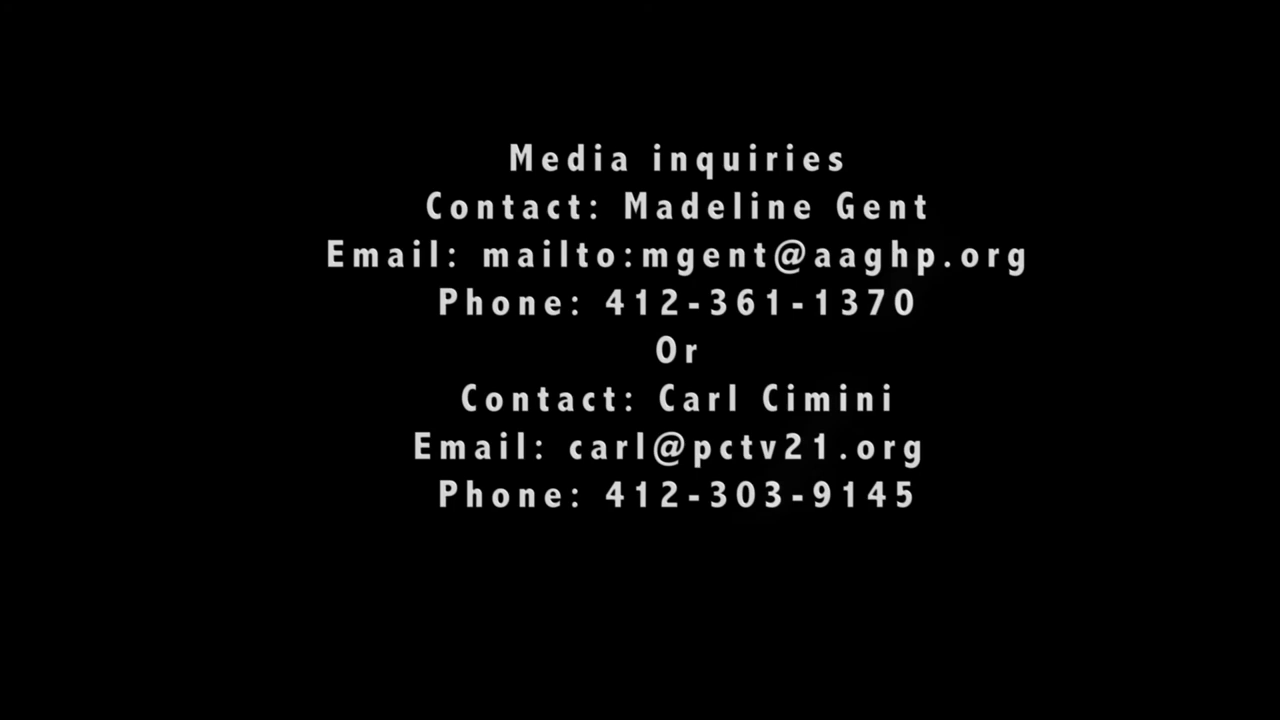 Media inquiries
Contact: Madeline Gent
Email: mailto:mgent@aaghp.org
Phone: 412-361-1370
Or
Contact: Carl Cimini
Email: carl@pctv21.org
Phone: 412-303-9145